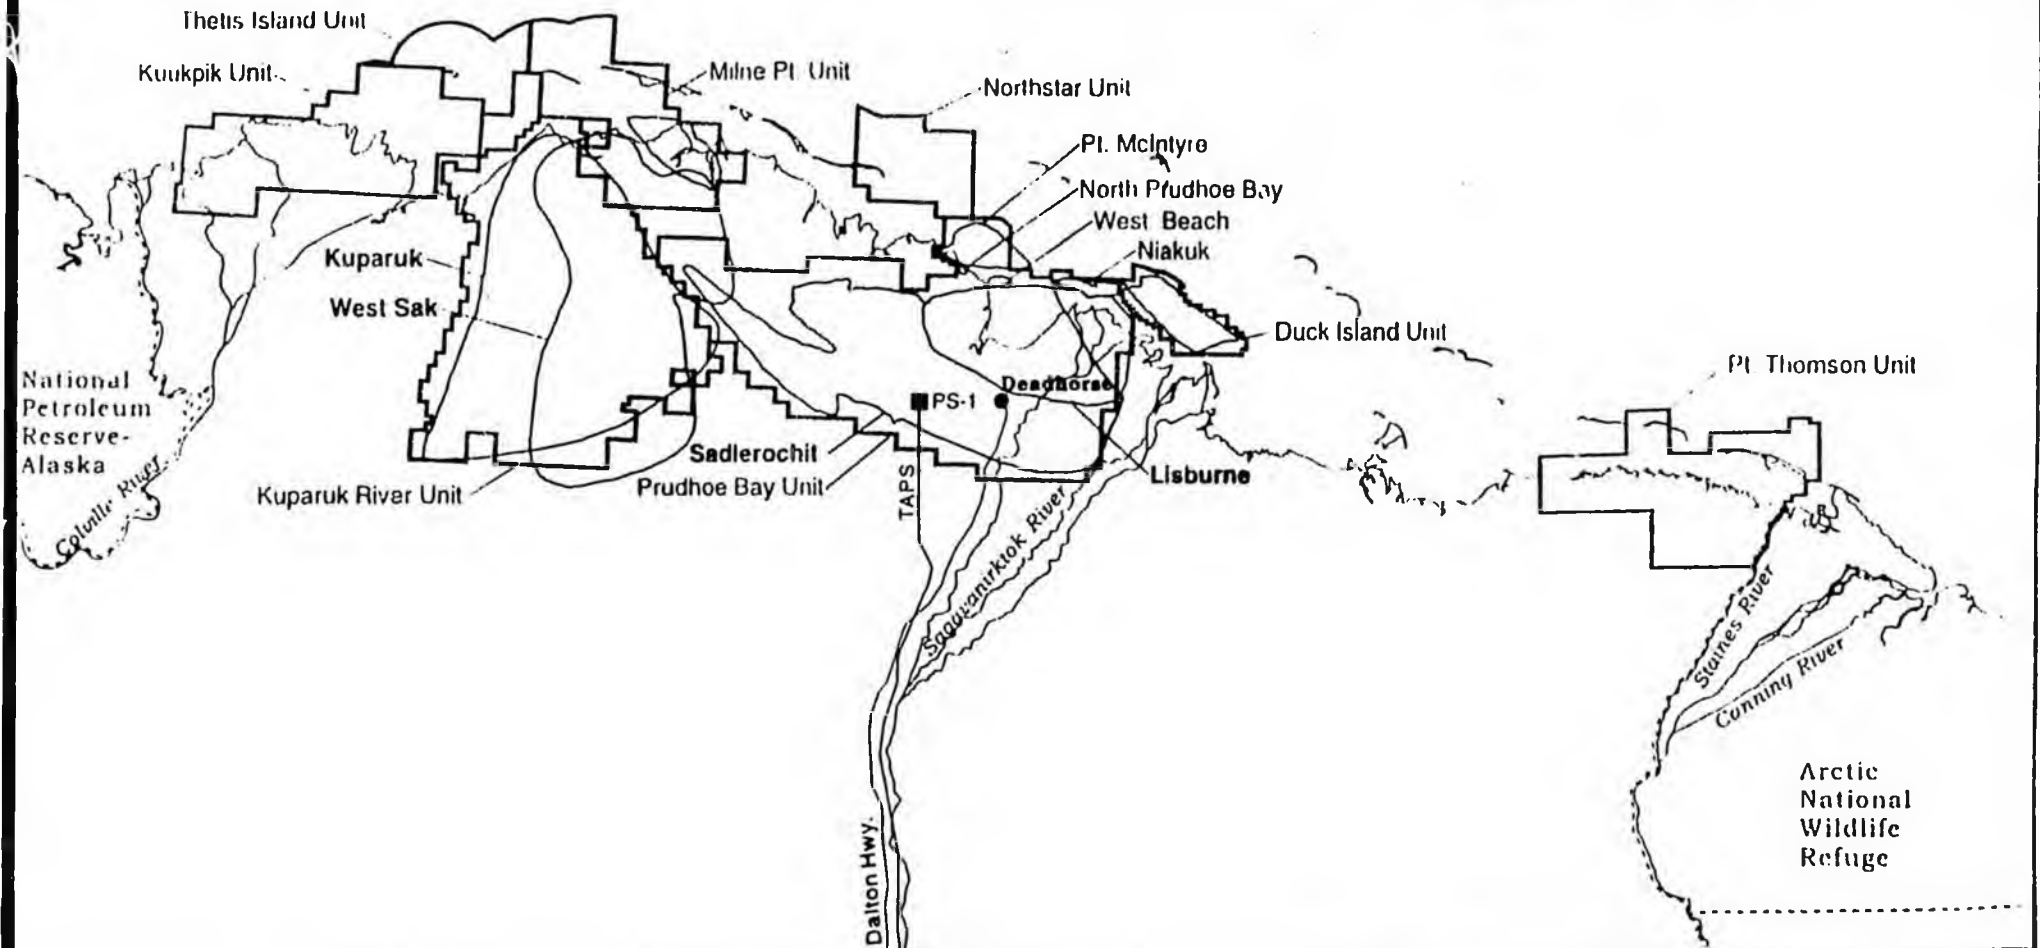 Thetis Island Unit
Kuukpik Unit
Milne Pt. Unit
Northstar Unit
Pt. McIntyre
North Prudhoe Bay
West Beach
Niakuk
Kuparuk
West Sak
Duck Island Unit
Pt. Thomson Unit
National
Petroleum
Reserve-
Alaska
Deadhorse
PS-1
Sadlerochit
Prudhoe Bay Unit
Lisburne
Kuparuk River Unit
TAPS
Colville River
Sagavanirktok River
Staines River
Canning River
Arctic
National
Wildlife
Refuge
Dalton Hwy.